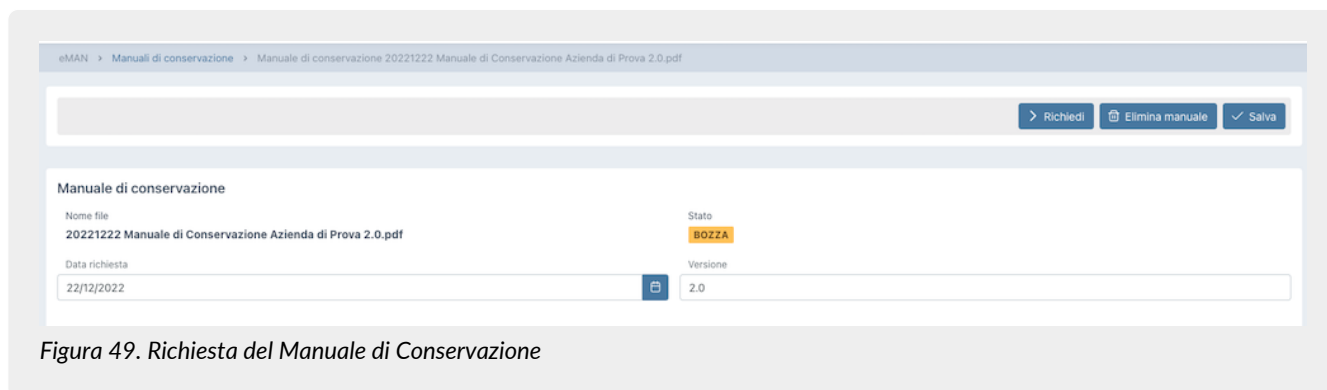 eMAN > Manuali di conservazione > Manuale di conservazione 20221222 Manuale di Conservazione Azienda di Prova 2.0.pdf
Richiedi Elimina manuale Salva
Manuale di conservazione
Nome file Stato
20221222 Manuale di Conservazione Azienda di Prova 2.0.pdf BOZZA
Data richiesta Versione
22/12/2022 2.0
Figura 49. Richiesta del Manuale di Conservazione